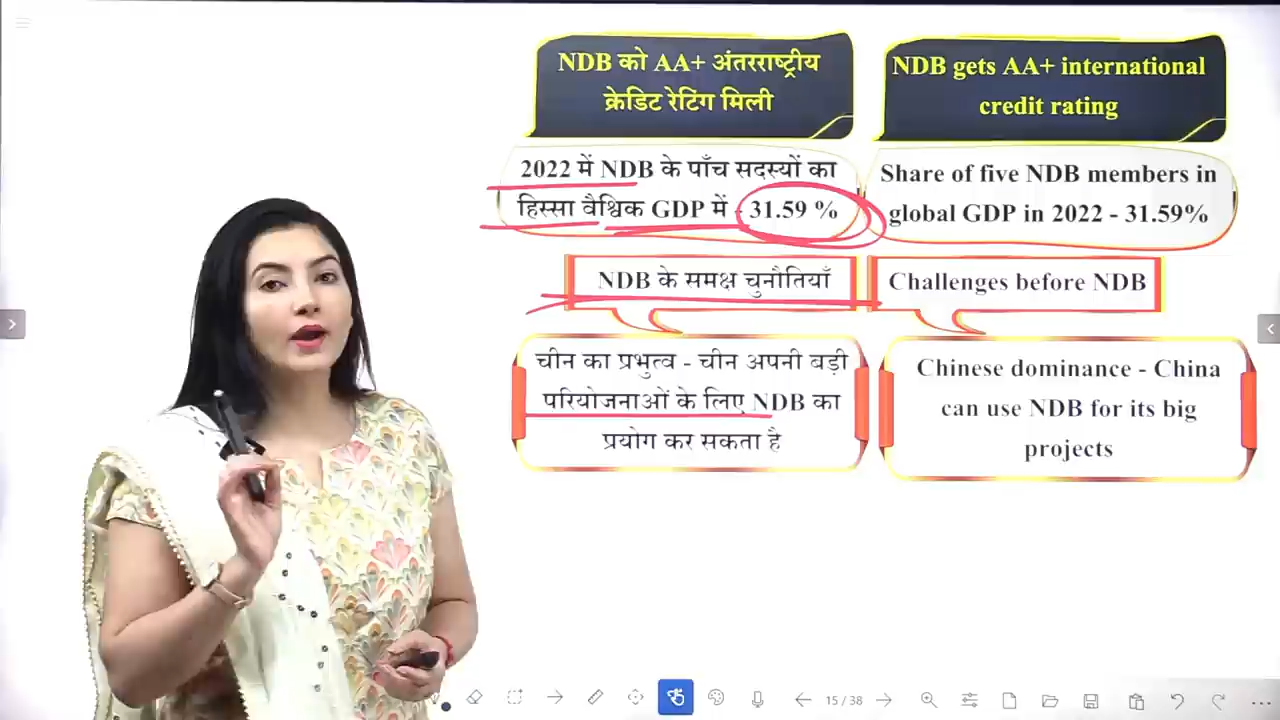 NDB को AA+ अंतरराष्ट्रीय
क्रेडिट रेटिंग मिली
2022 में NDB के पाँच सदस्यों का
हिस्सा वैश्विक GDP में - 31.59 %
NDB के समक्ष चुनौतियाँ
चीन का प्रभुत्व - चीन अपनी बड़ी
परियोजनाओं के लिए NDB का
प्रयोग कर सकता है
NDB gets AA+ international
credit rating
Share of five NDB members in
global GDP in 2022 - 31.59%
Challenges before NDB
Chinese dominance - China
can use NDB for its big
projects
15 / 38